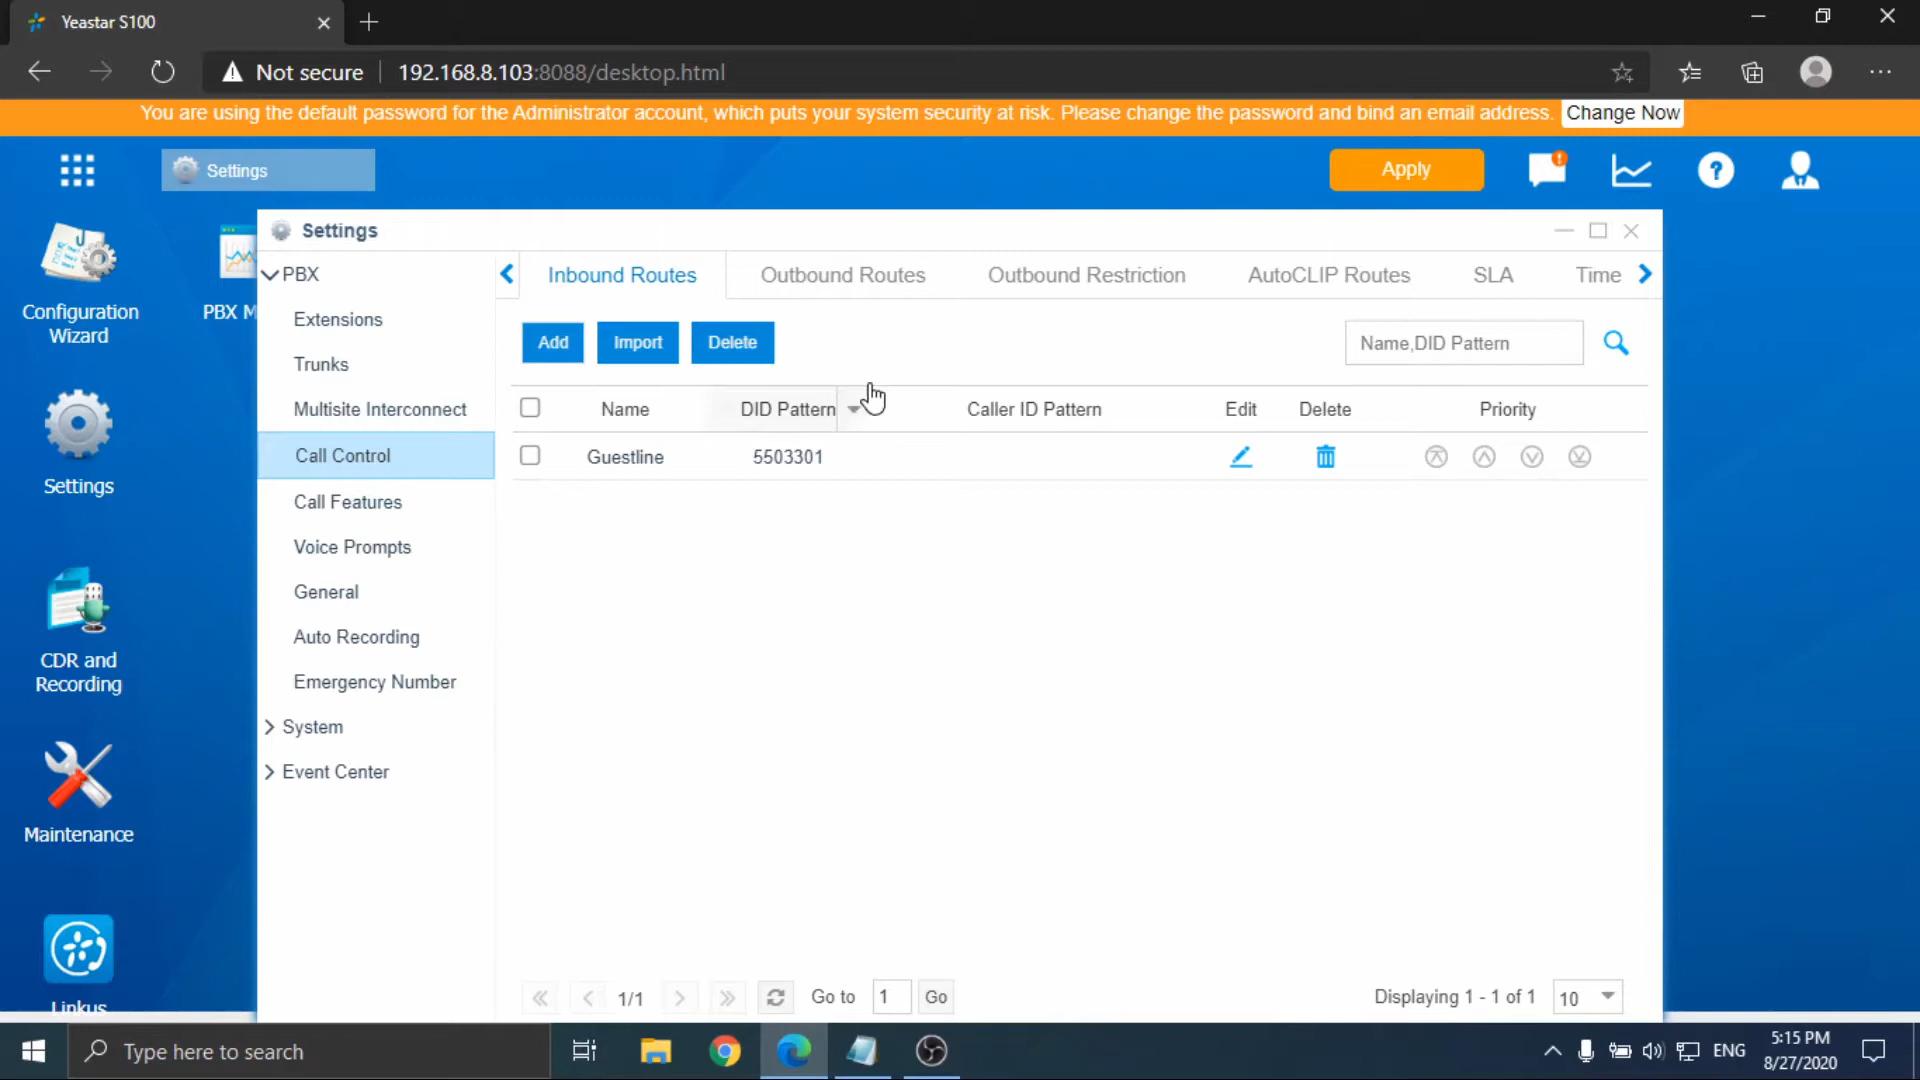 Yeastar S100
Not secure
192.168.8.103:8088/desktop.html
You are using the default password for the Administrator account, which puts your system security at risk. Please change the password and bind an email address.
Change Now
Settings
Apply
Configuration
Wizard
PBX M
Settings
CDR and
Recording
Maintenance
Linkus
Settings
PBX
Extensions
Trunks
Multisite Interconnect
Call Control
Call Features
Voice Prompts
General
Auto Recording
Emergency Number
System
Event Center
Inbound Routes
Outbound Routes
Outbound Restriction
AutoCLIP Routes
SLA
Time
Add
Import
Delete
Name,DID Pattern
Name
DID Pattern
Caller ID Pattern
Edit
Delete
Priority
Guestline
5503301
1/1
Go to
1
Go
Displaying 1 - 1 of 1
10
Type here to search
ENG
5:15 PM
8/27/2020